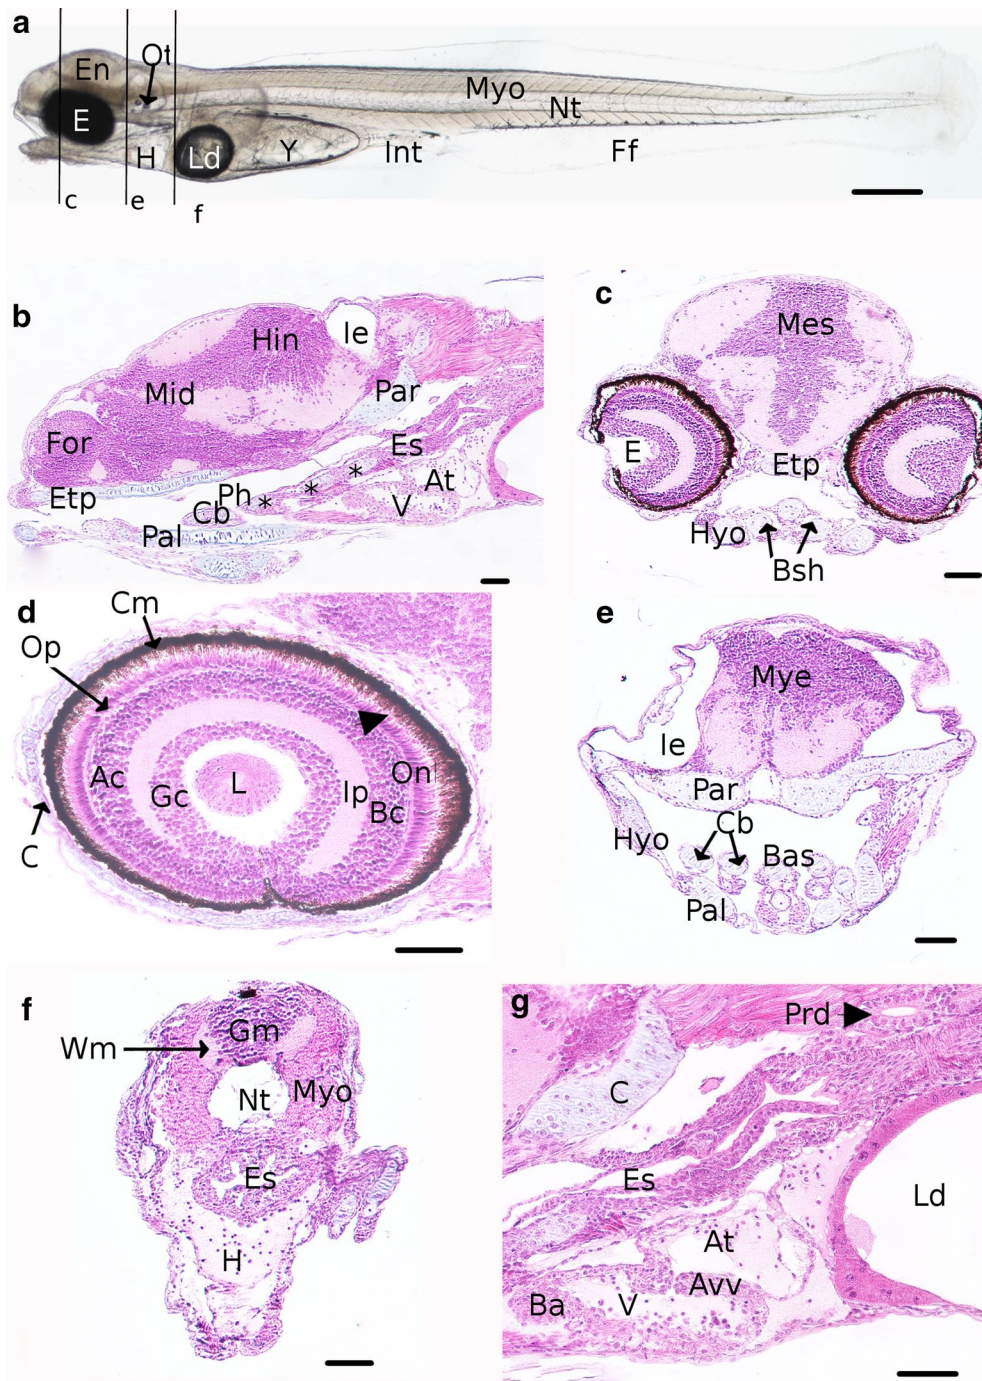 a
En
Ot
E
H
Ld
Y
Int
Myo
Nt
Ff
c
e
f
b
Hin
Ie
Mid
Par
For
Es
Etp
Ph
*
*
*
At
Cb
V
Pal
c
Mes
E
Etp
Hyo
Bsh
d
Cm
Op
Ac
Gc
L
Ip
Onl
Bc
C
e
Mye
Ie
Par
Cb
Hyo
Bas
Pal
f
Gm
Wm
Nt
Myo
Es
H
g
Prd
C
Es
Ld
At
Avv
Ba
V